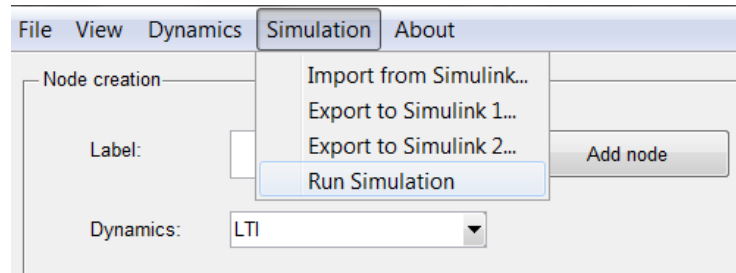 File View Dynamics Simulation About
Node creation
Import from Simulink...
Export to Simulink 1...
Label:
Export to Simulink 2...
Add node
Run Simulation
Dynamics:
LTI